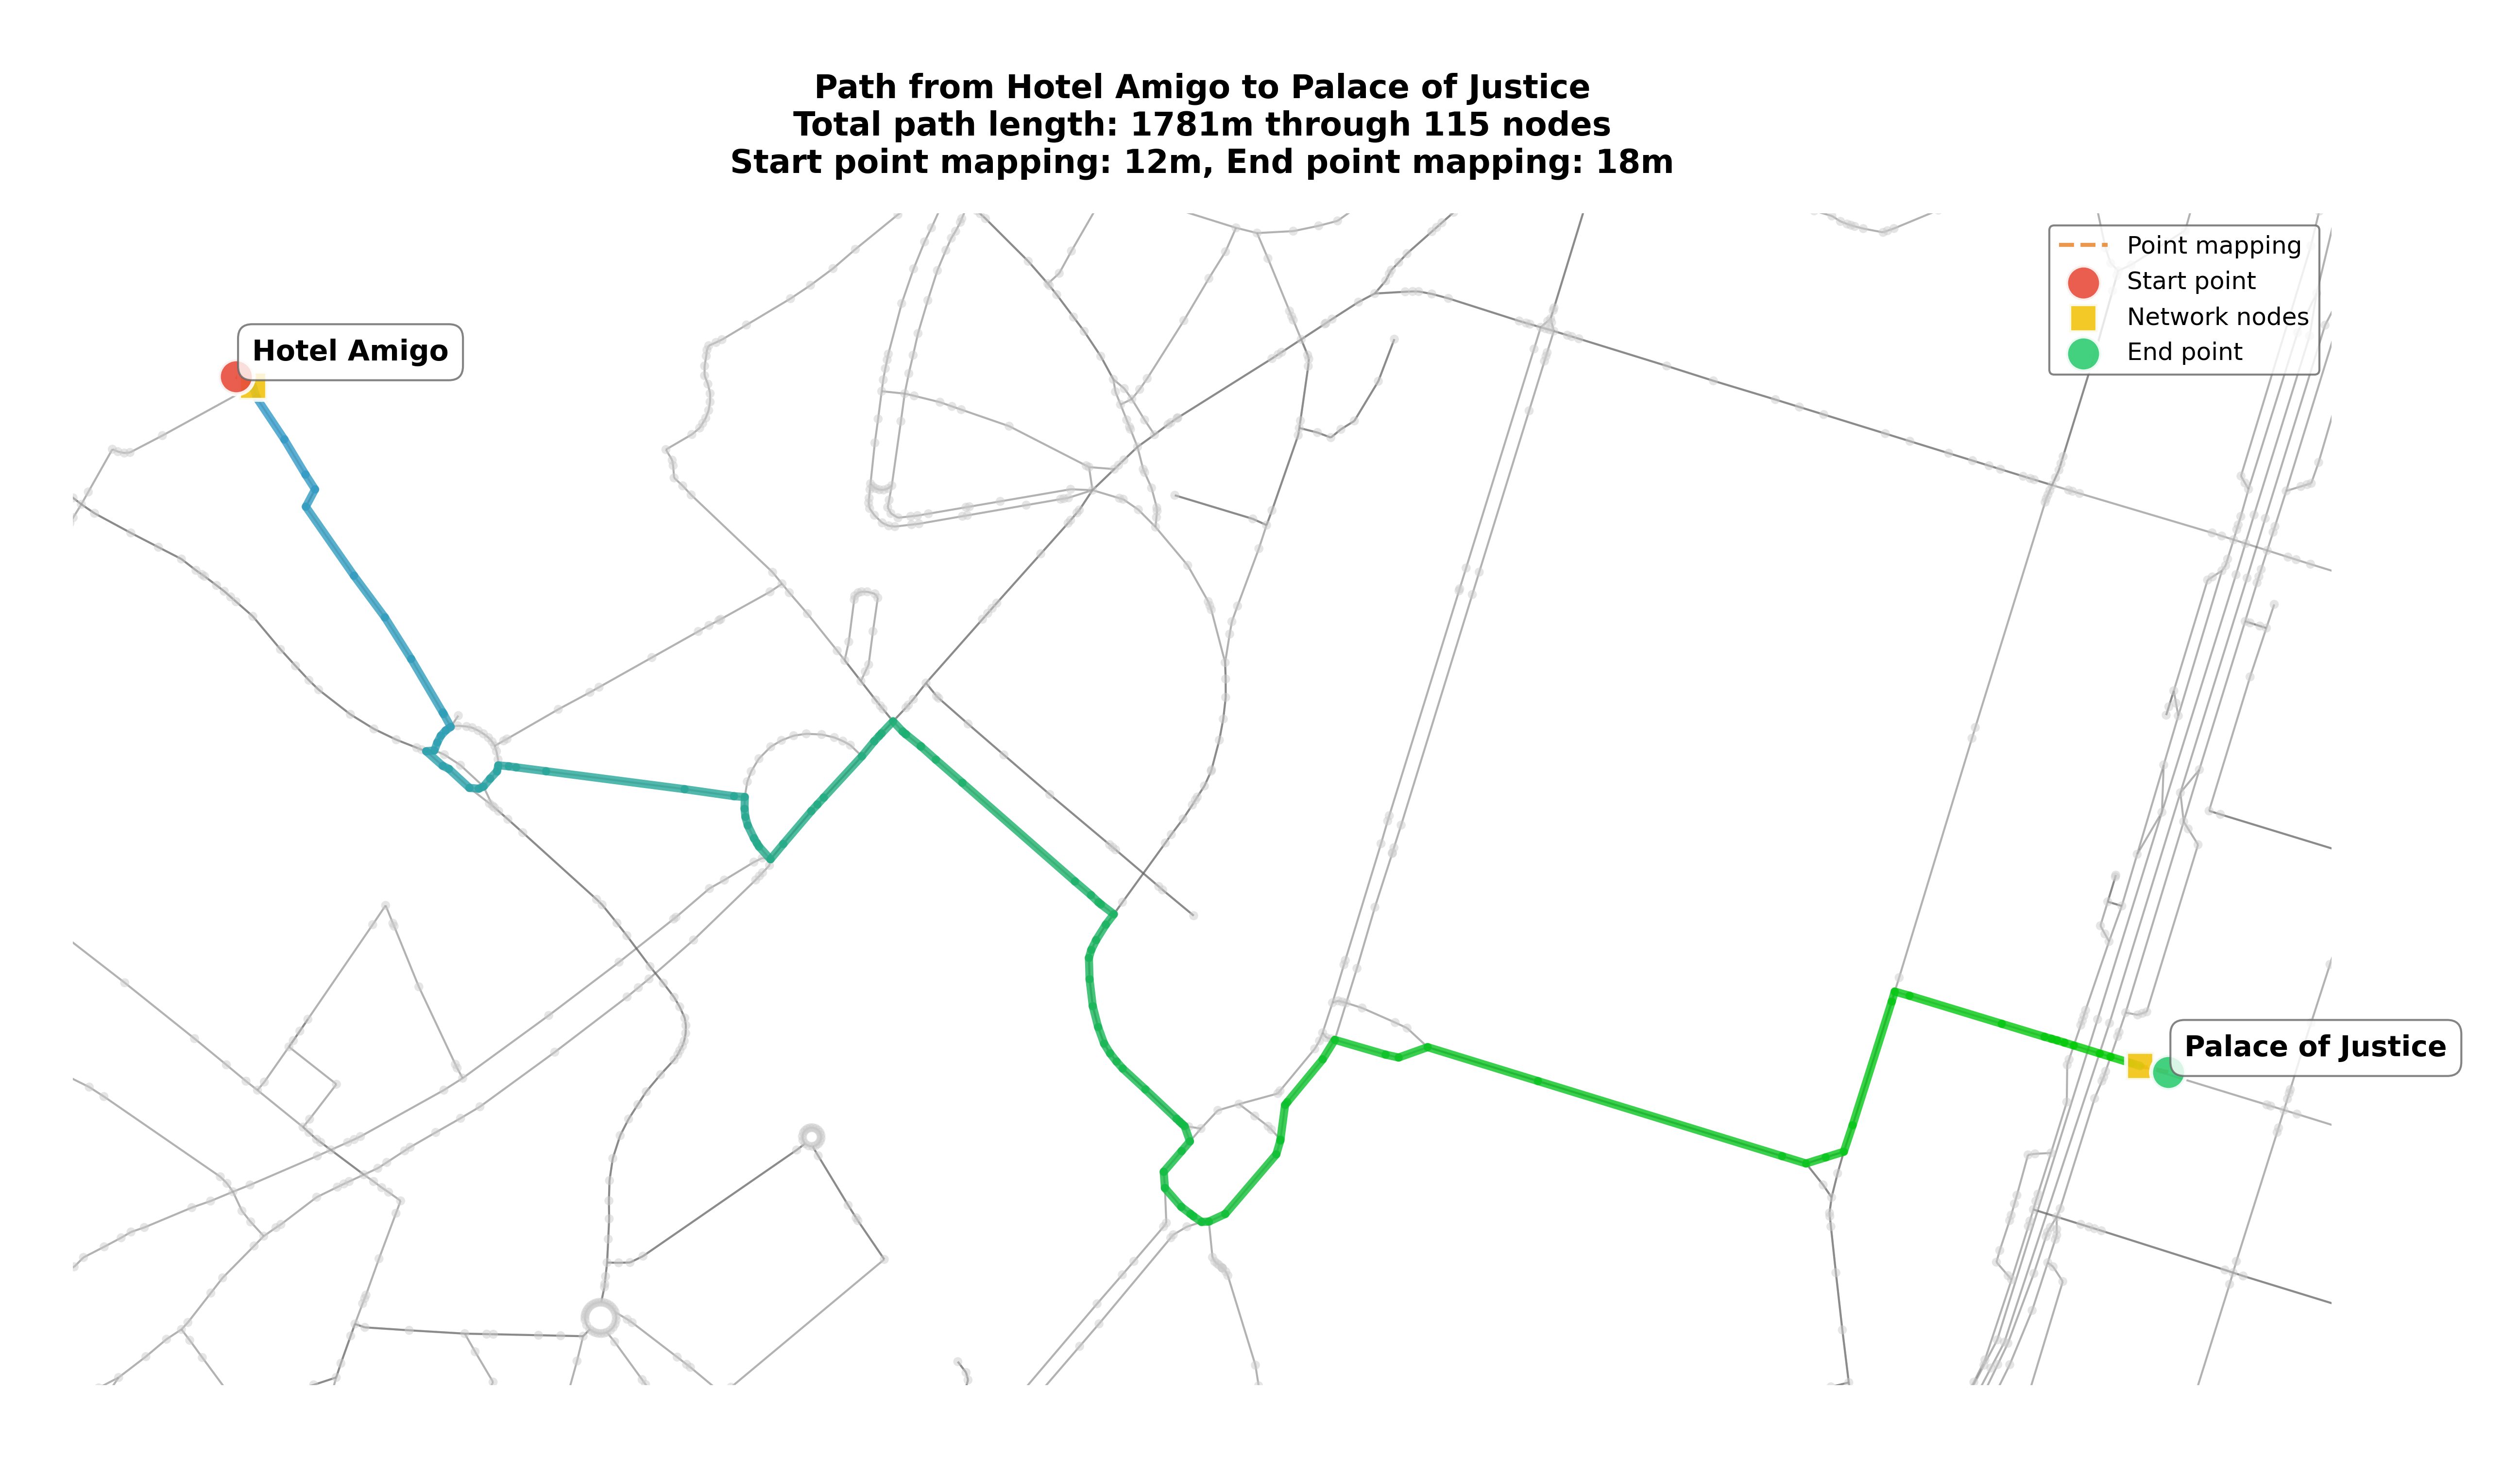 Path from Hotel Amigo to Palace of Justice
Total path length: 1781m through 115 nodes
Start point mapping: 12m, End point mapping: 18m
Point mapping
Start point
Network nodes
End point
Hotel Amigo
Palace of Justice